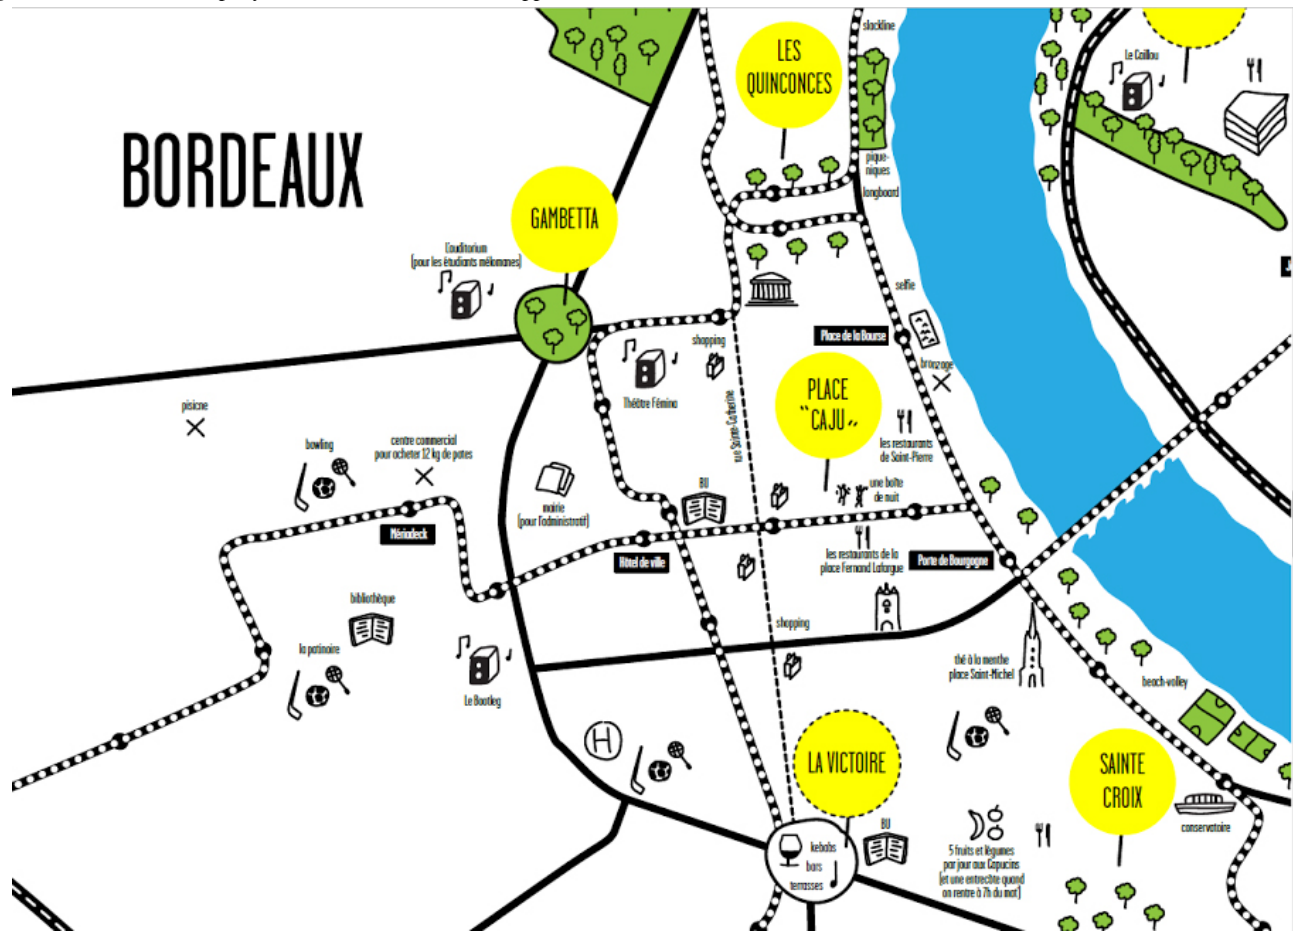 slackline
LES
QUINCONCES
Le Caillou
BORDEAUX
pique-
niques
longboard
GAMBETTA
L'auditorium
(pour les étudiants mélomanes)
selfie
Place de la Bourse
shopping
bronzage
PLACE
"CAJU"
Théâtre Fémina
rue Sainte-Catherine
pisicne
les restaurants
de Saint-Pierre
bowling
centre commercial
pour acheter 12 kg de pates
BU
une boîte
de nuit
mairie
(pour l'administratif)
Mériadeck
Hôtel de ville
les restaurants de la
place Fernand Lafargue
Porte de Bourgogne
bibliothèque
shopping
la patinoire
thé à la menthe
place Saint-Michel
beach-volley
Le Bootleg
H
LA VICTOIRE
SAINTE
CROIX
BU
conservatoire
kebabs
bars
terrasses
5 fruits et légumes
par jour aux Capucins
(et une entrecôte quand
on rentre à 7h du mat)